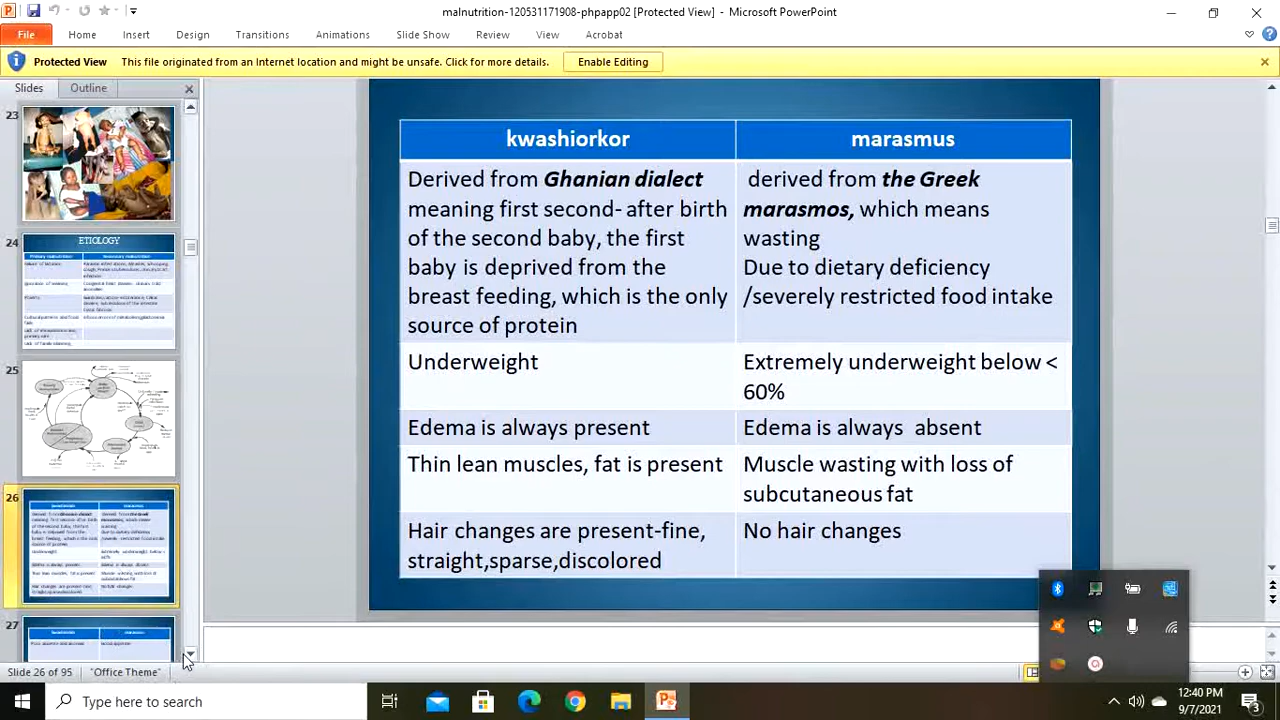 malnutrition-120531171908-phpapp02 [Protected View] - Microsoft PowerPoint
File Home Insert Design Transitions Animations Slide Show Review View Acrobat
Protected View This file originated from an Internet location and might be unsafe. Click for more details. Enable Editing
Slides Outline
23
24
ETIOLOGY
25
26
27
kwashiorkor
marasmus
Derived from Ghanian dialect
meaning first second- after birth
of the second baby, the first
baby is deprived from the
breast feeding, which is the only
source of protein
derived from the Greek
marasmos, which means
wasting
Due to dietary deficiency
/severely restricted food intake
Underweight
Extremely underweight below <
60%
Edema is always present
Edema is always absent
Thin lean muscles, fat is present
Muscle wasting with loss of
subcutaneous fat
Hair changes are present-fine,
straight,sparse&colored
No hair changes
Slide 26 of 95 "Office Theme"
Type here to search
12:40 PM
9/7/2021
3